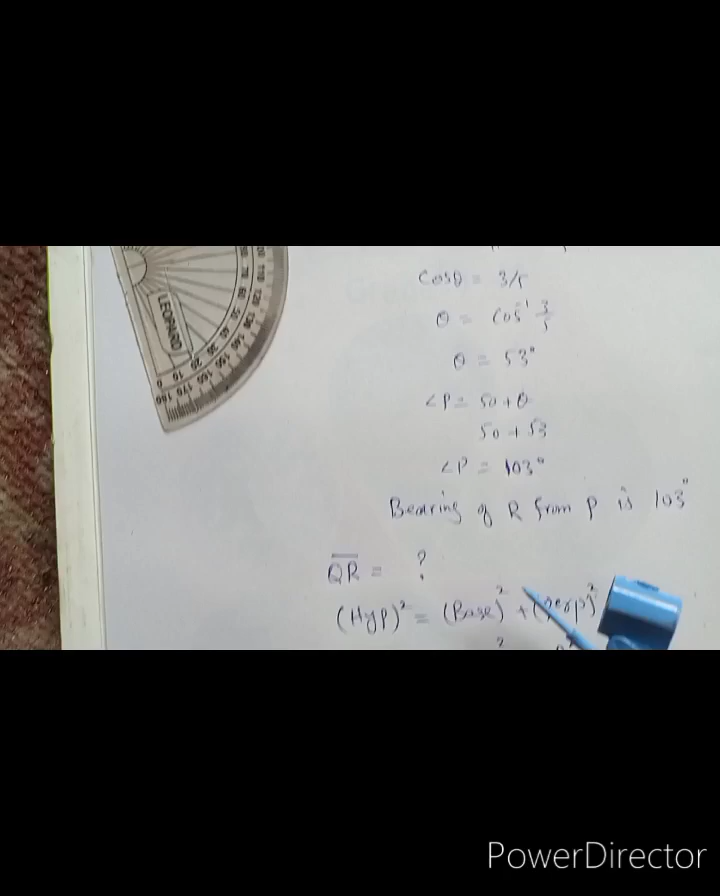 Cosθ = 3/5
θ = Cos⁻¹ 3/5
θ = 53°
∠P = 50 + θ
50 + 53
∠P = 103°
Bearing of R from P is 103°
QR = ?
(Hyp)² = (Base)² + (Perp)²
LEOPARD
PowerDirector